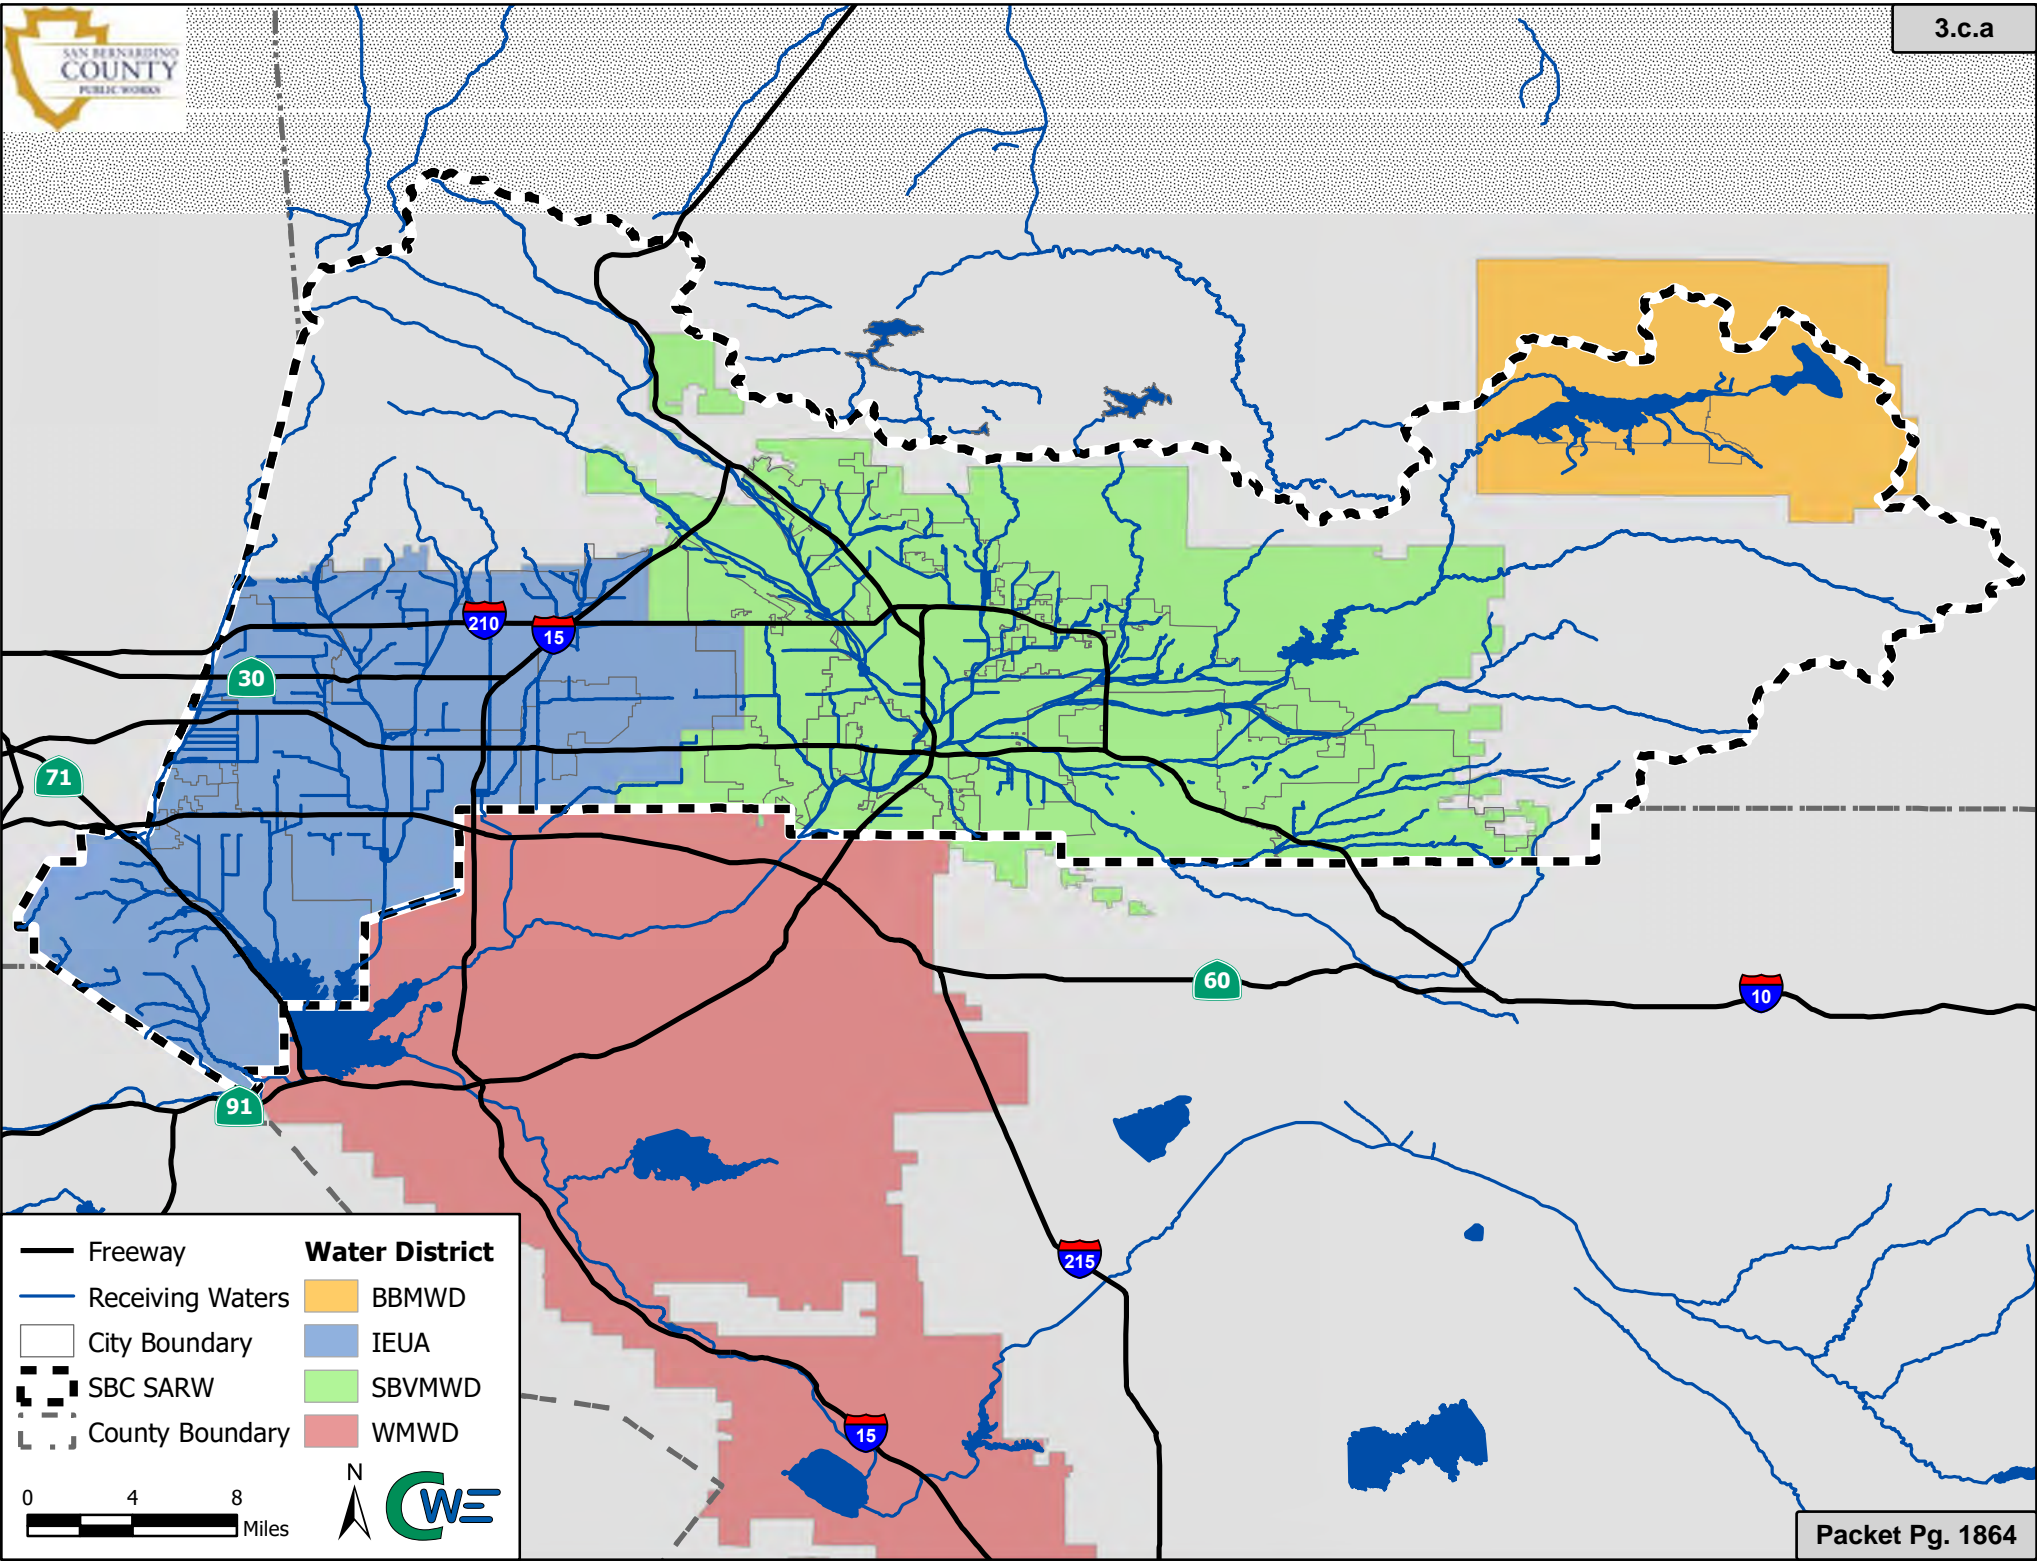 SAN BERNARDINO
COUNTY
PUBLIC WORKS
3.c.a
210
15
30
71
60
10
91
215
15
Freeway
Receiving Waters
City Boundary
SBC SARW
County Boundary
Water District
BBMWD
IEUA
SBVMWD
WMWD
0 4 8
Miles
N
CWE
Packet Pg. 1864